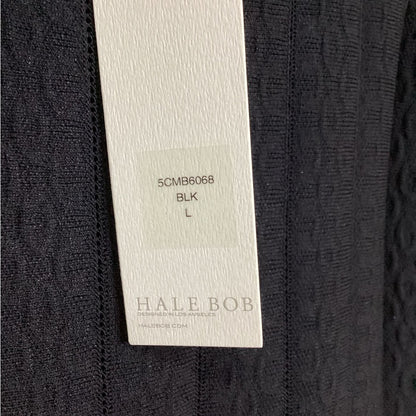 5CMB6068
BLK
L
HALE BOB
DESIGNED IN LOS ANGELES
HALEBOB.COM